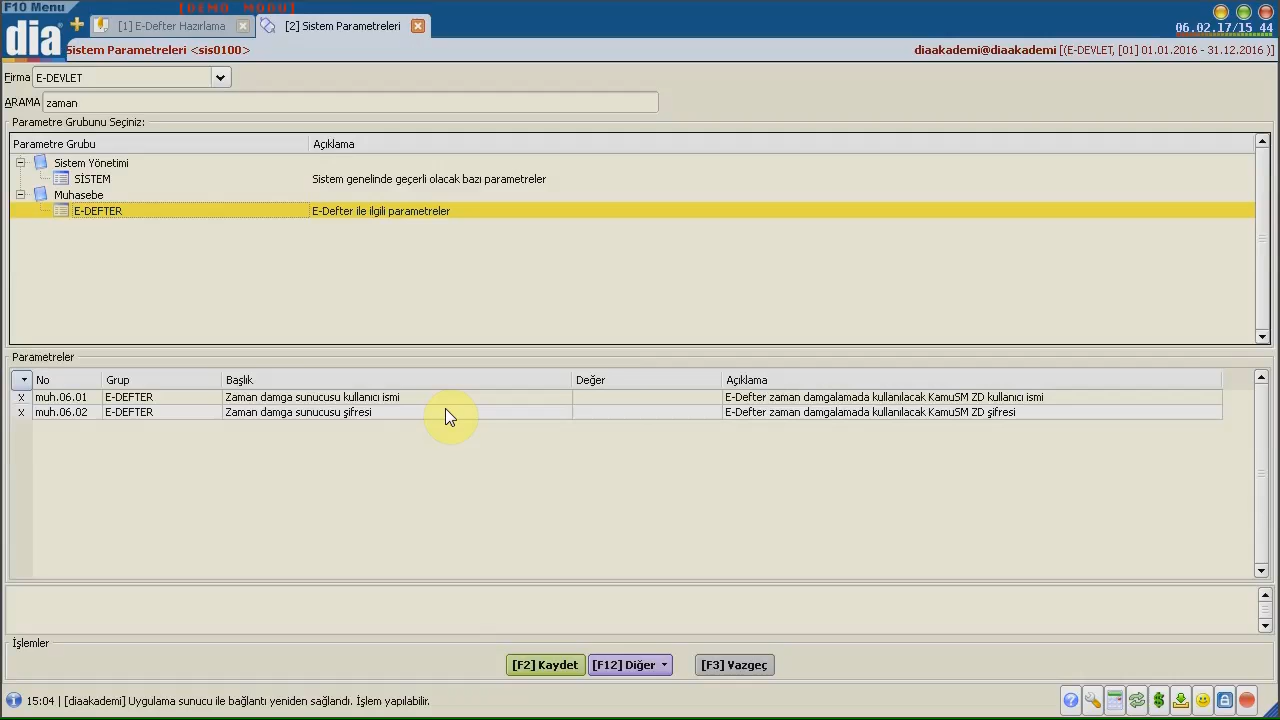 F10 Menu
[DEMO MODU]
[1] E-Defter Hazırlama
[2] Sistem Parametreleri
06.02.17/15 44
dia
Sistem Parametreleri <sis0100>
diaakademi@diaakademi [(E-DEVLET, [01] 01.01.2016 - 31.12.2016 )]
Firma E-DEVLET
ARAMA zaman
Parametre Grubunu Seçiniz:
Parametre Grubu Açıklama
Sistem Yönetimi
SİSTEM Sistem genelinde geçerli olacak bazı parametreler
Muhasebe
E-DEFTER E-Defter ile ilgili parametreler
Parametreler
No Grup Başlık Değer Açıklama
x muh.06.01 E-DEFTER Zaman damga sunucusu kullanıcı ismi E-Defter zaman damgalamada kullanılacak KamuSM ZD kullanıcı ismi
x muh.06.02 E-DEFTER Zaman damga sunucusu şifresi E-Defter zaman damgalamada kullanılacak KamuSM ZD şifresi
İşlemler
[F2] Kaydet [F12] Diğer [F3] Vazgeç
15:04 | [diaakademi] Uygulama sunucu ile bağlantı yeniden sağlandı. İşlem yapılabilir.